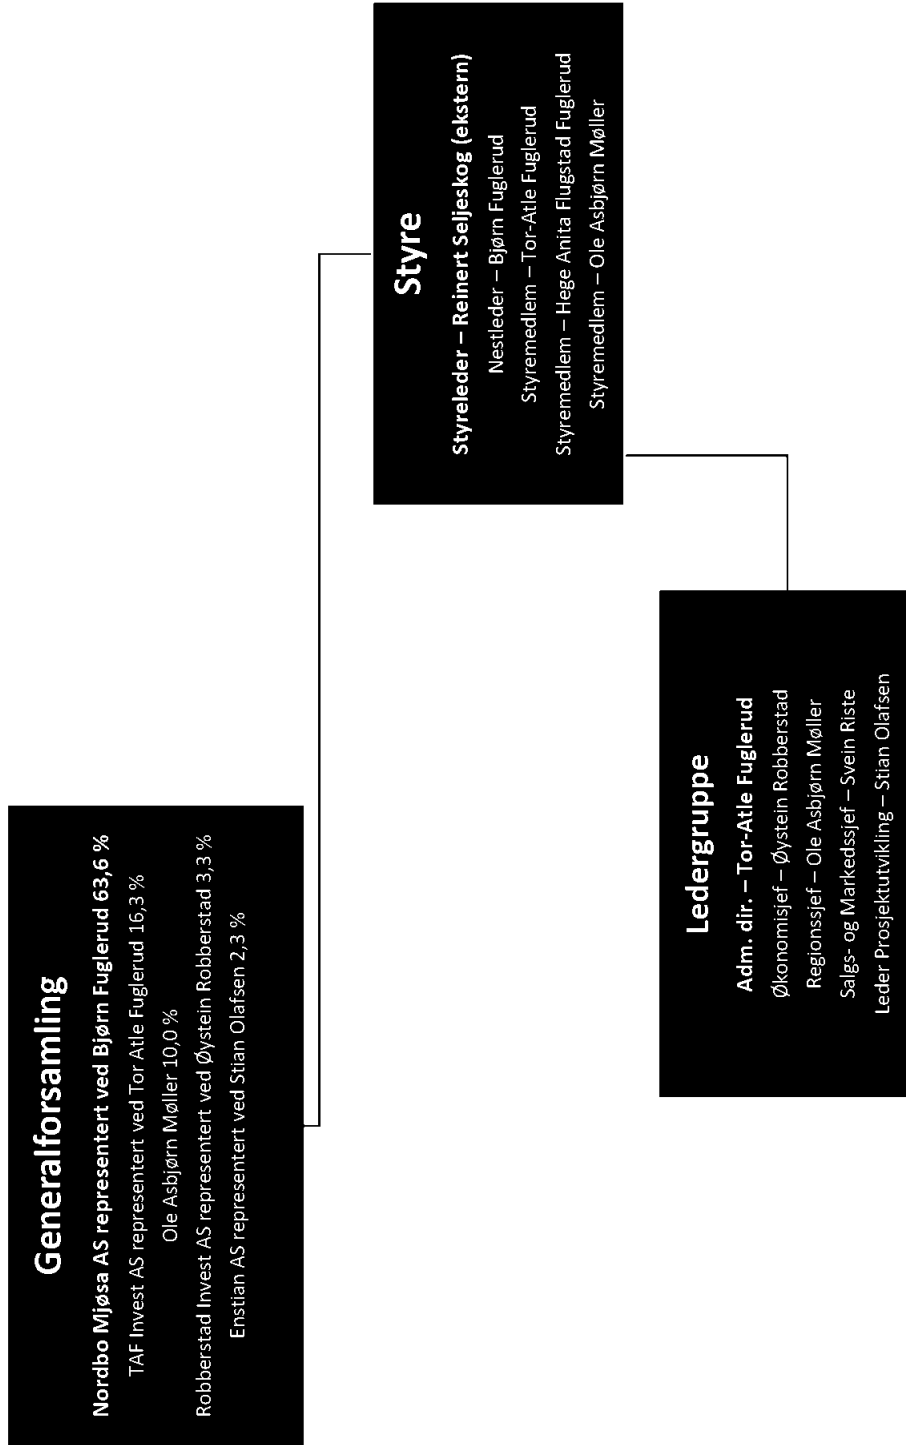 Generalforsamling
Nordbo Mjøsa AS representert ved Bjørn Fuglerud 63,6 %
TAF Invest AS representert ved Tor Atle Fuglerud 16,3 %
Ole Asbjørn Møller 10,0 %
Robberstad Invest AS representert ved Øystein Robberstad 3,3 %
Enstian AS representert ved Stian Olafsen 2,3 %
Styre
Styreleder – Reinert Seljeskog (ekstern)
Nestleder – Bjørn Fuglerud
Styremedlem – Tor-Atle Fuglerud
Styremedlem – Hege Anita Flugstad Fuglerud
Styremedlem – Ole Asbjørn Møller
Ledergruppe
Adm. dir. – Tor-Atle Fuglerud
Økonomisjef – Øystein Robberstad
Regionssjef – Ole Asbjørn Møller
Salgs- og Markedssjef – Svein Riste
Leder Prosjektutvikling – Stian Olafsen